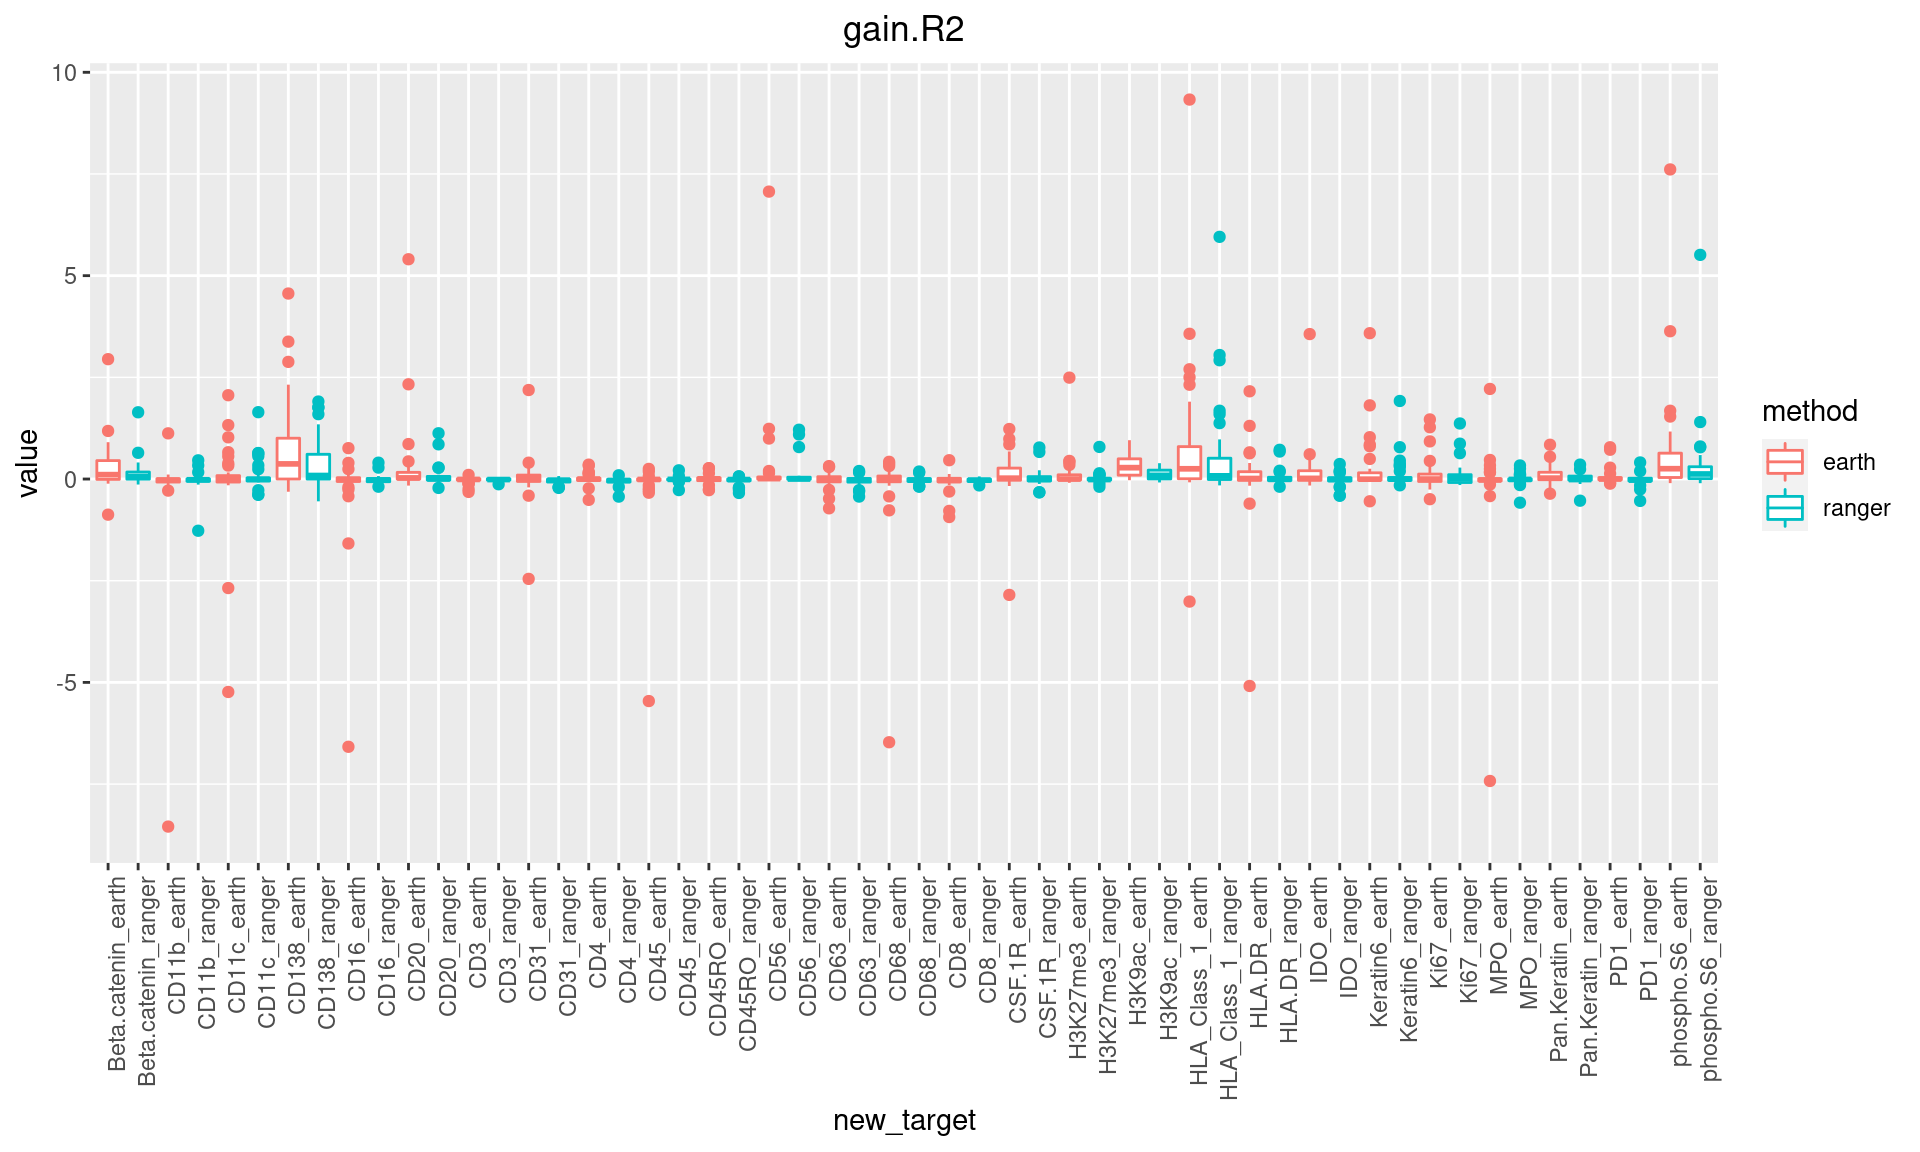 gain.R2
10
5
0
-5
value
Beta.catenin_earth
Beta.catenin_ranger
CD11b_earth
CD11b_ranger
CD11c_earth
CD11c_ranger
CD138_earth
CD138_ranger
CD16_earth
CD16_ranger
CD20_earth
CD20_ranger
CD3_earth
CD3_ranger
CD31_earth
CD31_ranger
CD4_earth
CD4_ranger
CD45_earth
CD45_ranger
CD45RO_earth
CD45RO_ranger
CD56_earth
CD56_ranger
CD63_earth
CD63_ranger
CD68_earth
CD68_ranger
CD8_earth
CD8_ranger
CSF.1R_earth
CSF.1R_ranger
H3K27me3_earth
H3K27me3_ranger
H3K9ac_earth
H3K9ac_ranger
HLA_Class_1_earth
HLA_Class_1_ranger
HLA.DR_earth
HLA.DR_ranger
IDO_earth
IDO_ranger
Keratin6_earth
Keratin6_ranger
Ki67_earth
Ki67_ranger
MPO_earth
MPO_ranger
Pan.Keratin_earth
Pan.Keratin_ranger
PD1_earth
PD1_ranger
phospho.S6_earth
phospho.S6_ranger
new_target
method
earth
ranger